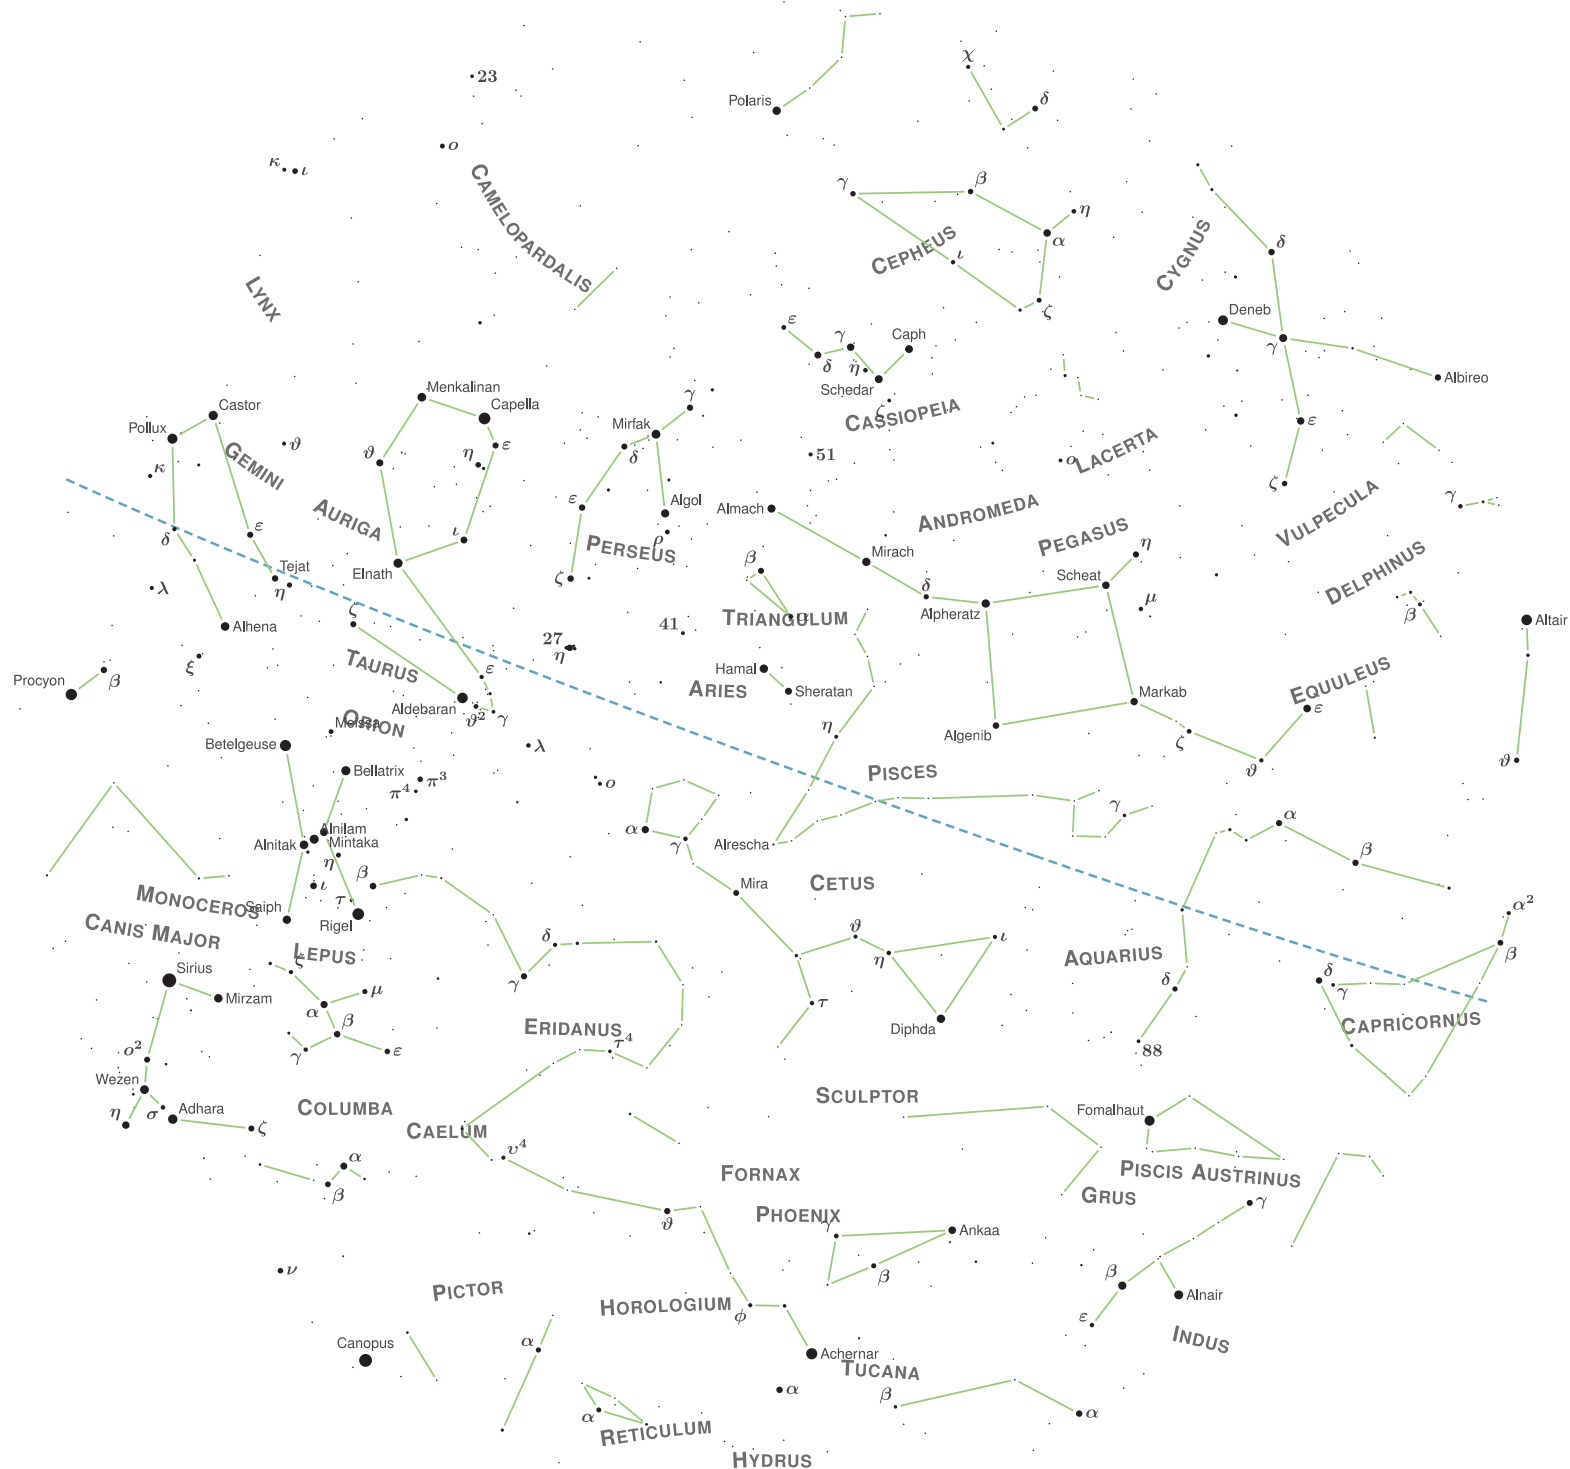 χ
23
Polaris
δ
ο
κ
ι
γ
β
η
α
CAMELOPARDALIS
CEPHEUS
ι
CYGNUS
δ
LYNX
ζ
Deneb
ε
γ
Caph
δ
η
Schedar
γ
Albireo
Menkalinan
Castor
Capella
γ
ζ
CASSIOPEIA
Pollux
Mirfak
ε
ϑ
ϑ
ε
η
δ
51
ο
LACERTA
κ
GEMINI
ζ
ε
Algol
Almach
ANDROMEDA
VULPECULA
γ
AURIGA
δ
ε
ι
ρ
PERSEUS
Mirach
PEGASUS
η
Tejat
Elnath
β
Scheat
DELPHINUS
λ
η
ζ
δ
μ
Alpheratz
β
ζ
α
TRIANGULUM
Alhena
41
Altair
27
η
ξ
TAURUS
ε
Hamal
EQUULEUS
Procyon
β
ARIES
Sheratan
Markab
Aldebaran
ϑ²
γ
ε
ORION
Meissa
η
Algenib
ζ
Betelgeuse
λ
ϑ
ϑ
Bellatrix
π³
π⁴
ο
PISCES
γ
α
Alnilam
α
Alnitak
Mintaka
γ
Alrescha
η
β
β
ι
Mira
CETUS
MONOCEROS
τ
Saiph
Rigel
α²
CANIS MAJOR
ϑ
ι
δ
LEPUS
η
AQUARIUS
β
ζ
Sirius
γ
δ
δ
γ
Mirzam
μ
α
τ
β
ERIDANUS
Diphda
CAPRICORNUS
ο²
γ
ε
τ⁴
88
Wezen
SCULPTOR
η
σ
Adhara
COLUMBA
Fomalhaut
ζ
CAELUM
υ⁴
α
FORNAX
PISCIS AUSTRINUS
β
GRUS
γ
ϑ
PHOENIX
γ
Ankaa
ν
β
β
PICTOR
HOROLOGIUM
Alnair
φ
ε
α
Canopus
INDUS
Achernar
TUCANA
α
β
α
α
RETICULUM
HYDRUS